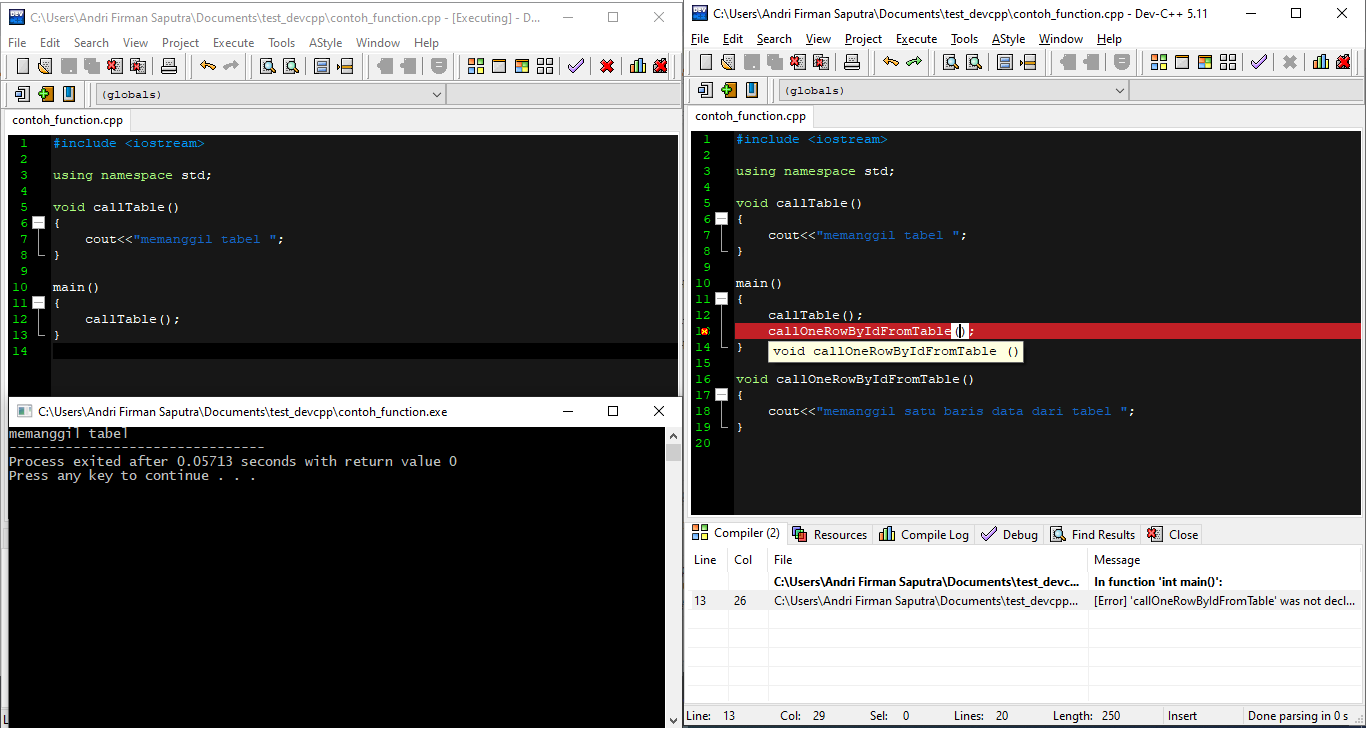 C:\Users\Andri Firman Saputra\Documents\test_devcpp\contoh_function.cpp - [Executing] - D...
File Edit Search View Project Execute Tools AStyle Window Help
(globals)
contoh_function.cpp
1 #include <iostream>
2
3 using namespace std;
4
5 void callTable()
6 {
7 cout<<"memanggil tabel ";
8 }
9
10 main()
11 {
12 callTable();
13 }
14
C:\Users\Andri Firman Saputra\Documents\test_devcpp\contoh_function.exe
memanggil tabel
--------------------------------
Process exited after 0.05713 seconds with return value 0
Press any key to continue . . .
L
C:\Users\Andri Firman Saputra\Documents\test_devcpp\contoh_function.cpp - Dev-C++ 5.11
File Edit Search View Project Execute Tools AStyle Window Help
(globals)
contoh_function.cpp
1 #include <iostream>
2
3 using namespace std;
4
5 void callTable()
6 {
7 cout<<"memanggil tabel ";
8 }
9
10 main()
11 {
12 callTable();
13 callOneRowByIdFromTable();
14 }
void callOneRowByIdFromTable ()
15
16 void callOneRowByIdFromTable()
17 {
18 cout<<"memanggil satu baris data dari tabel ";
19 }
20
Compiler (2) Resources Compile Log Debug Find Results Close
Line Col File Message
C:\Users\Andri Firman Saputra\Documents\test_devc... In function 'int main()':
13 26 C:\Users\Andri Firman Saputra\Documents\test_devcpp... [Error] 'callOneRowByIdFromTable' was not decl...
Line: 13 Col: 29 Sel: 0 Lines: 20 Length: 250 Insert Done parsing in 0 s